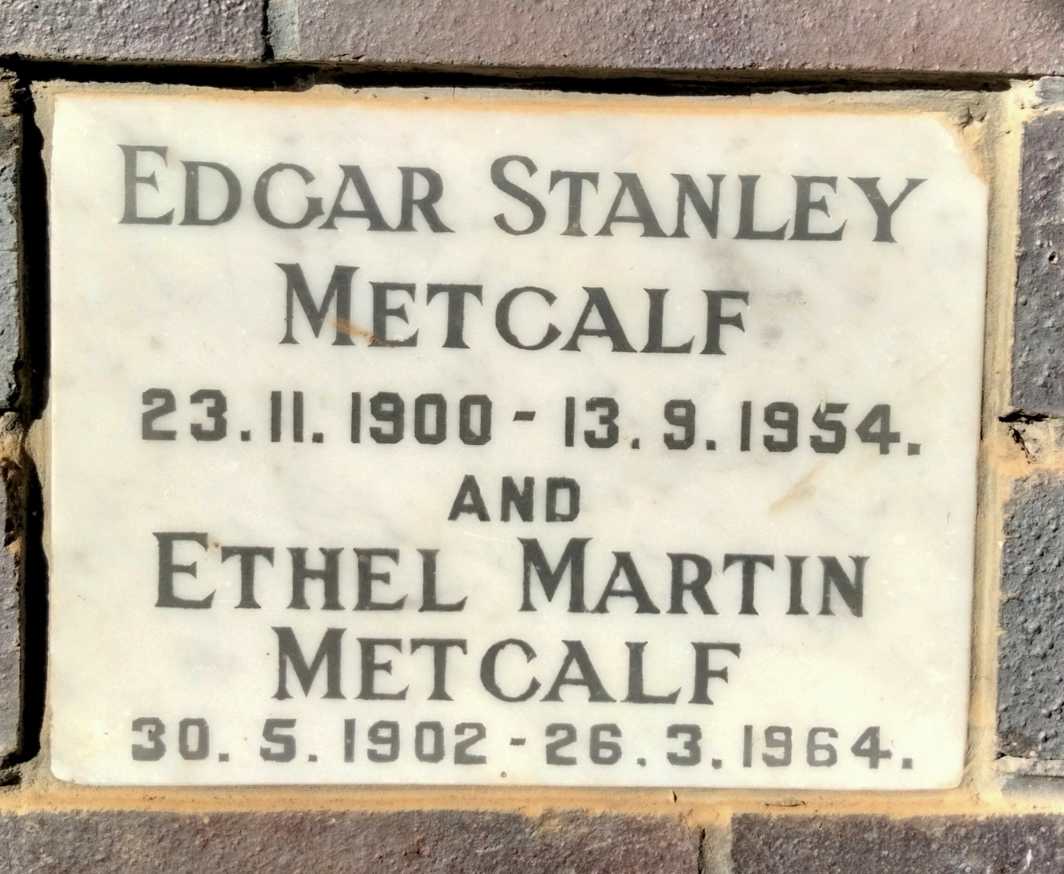 EDGAR STANLEY
METCALF
23.11.1900-13.9.1954.
AND
ETHEL MARTIN
METCALF
30.5.1902-26.3.1964.